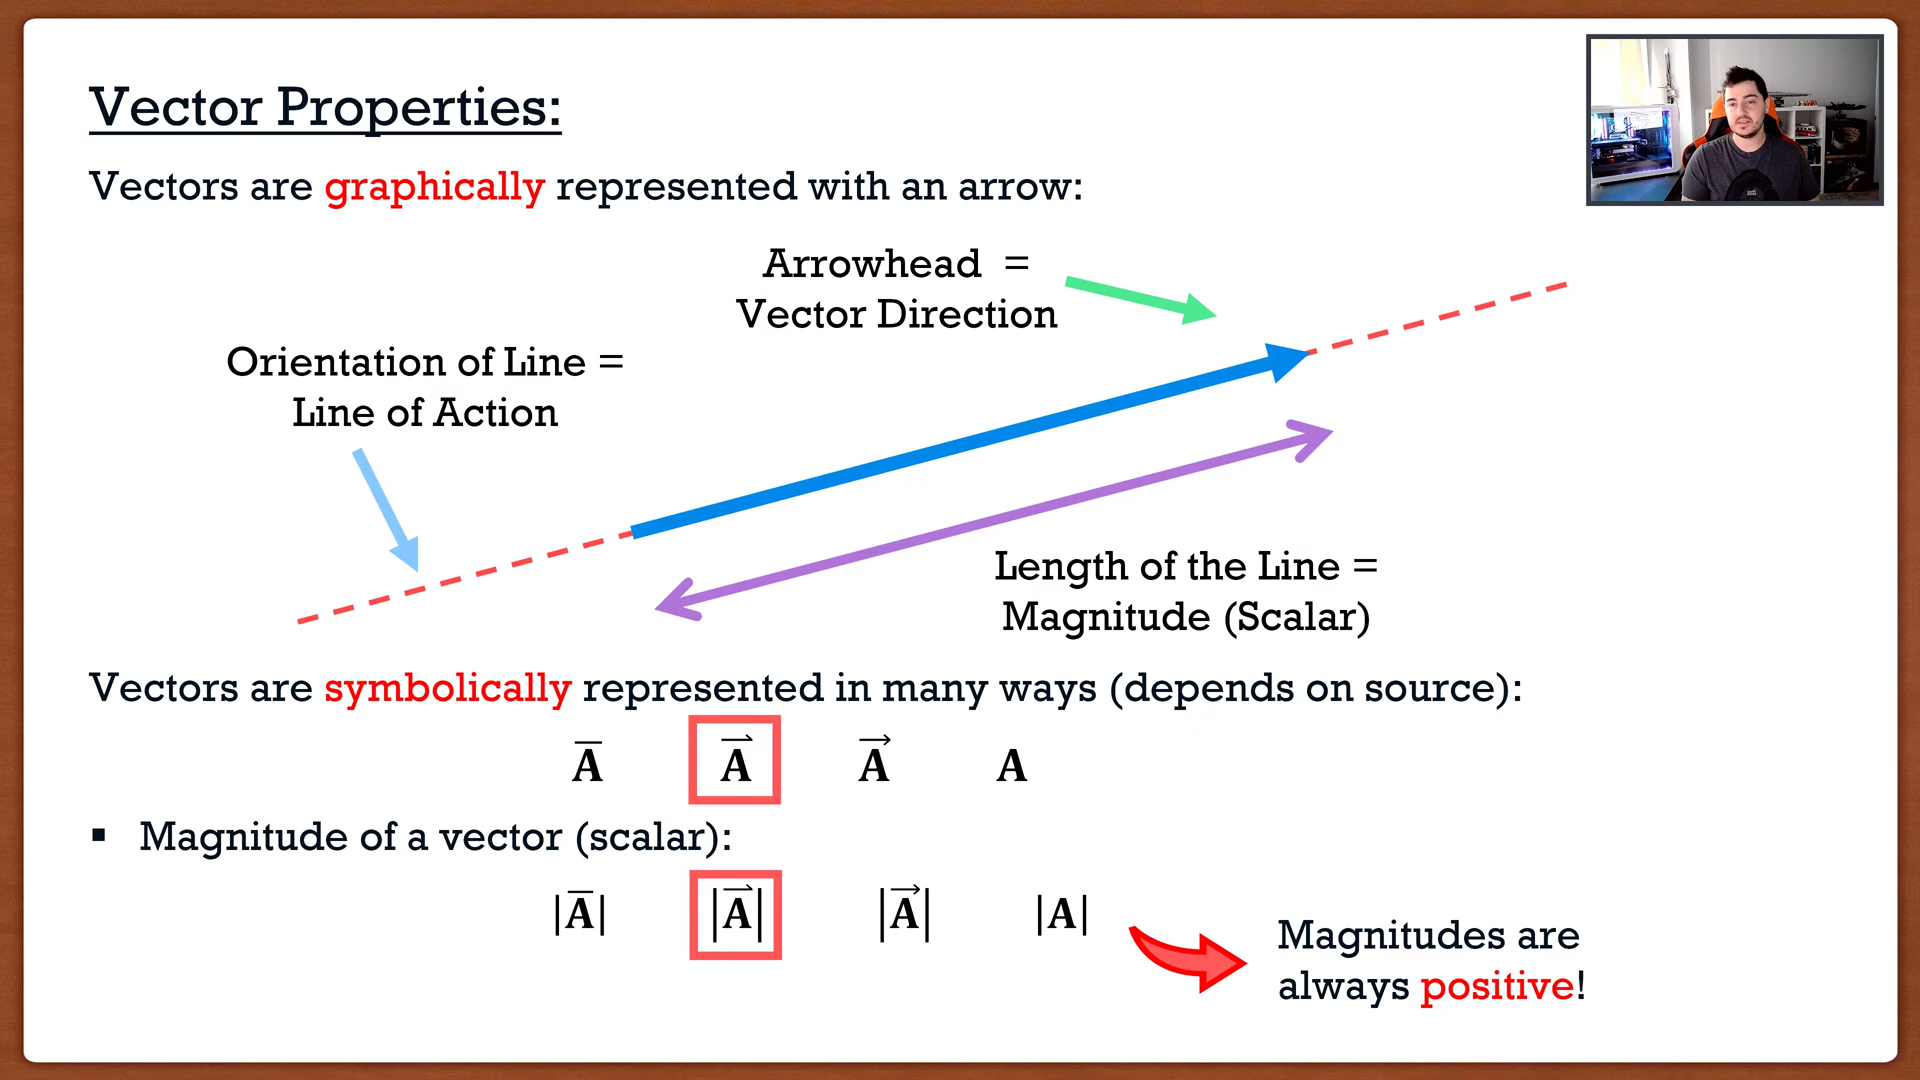 Vector Properties:
Vectors are graphically represented with an arrow:
Arrowhead =
Vector Direction
Orientation of Line =
Line of Action
Length of the Line =
Magnitude (Scalar)
Vectors are symbolically represented in many ways (depends on source):
A̅ A⃑ A⃗ A
▪ Magnitude of a vector (scalar):
|A̅| |A⃑| |A⃗| |A|
Magnitudes are
always positive!